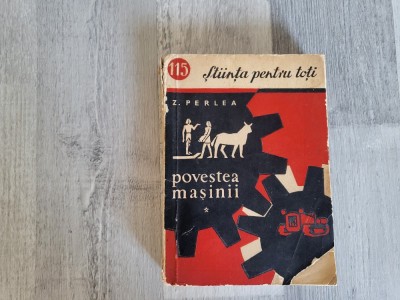 115
Știința pentru toți
Z. PERLEA
povestea
mașinii